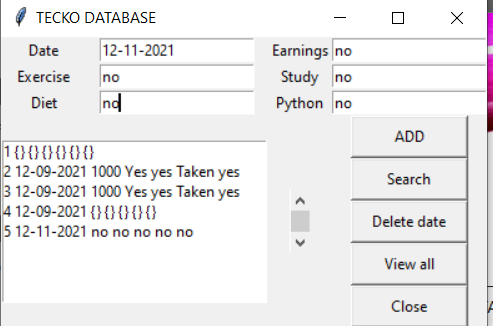 TECKO DATABASE
Date 12-11-2021 Earnings no
Exercise no Study no
Diet no Python no
ADD
1 {} {} {} {} {} {}
2 12-09-2021 1000 Yes yes Taken yes
Search
3 12-09-2021 1000 Yes yes Taken yes
4 12-09-2021 {} {} {} {} {}
Delete date
5 12-11-2021 no no no no no
View all
Close